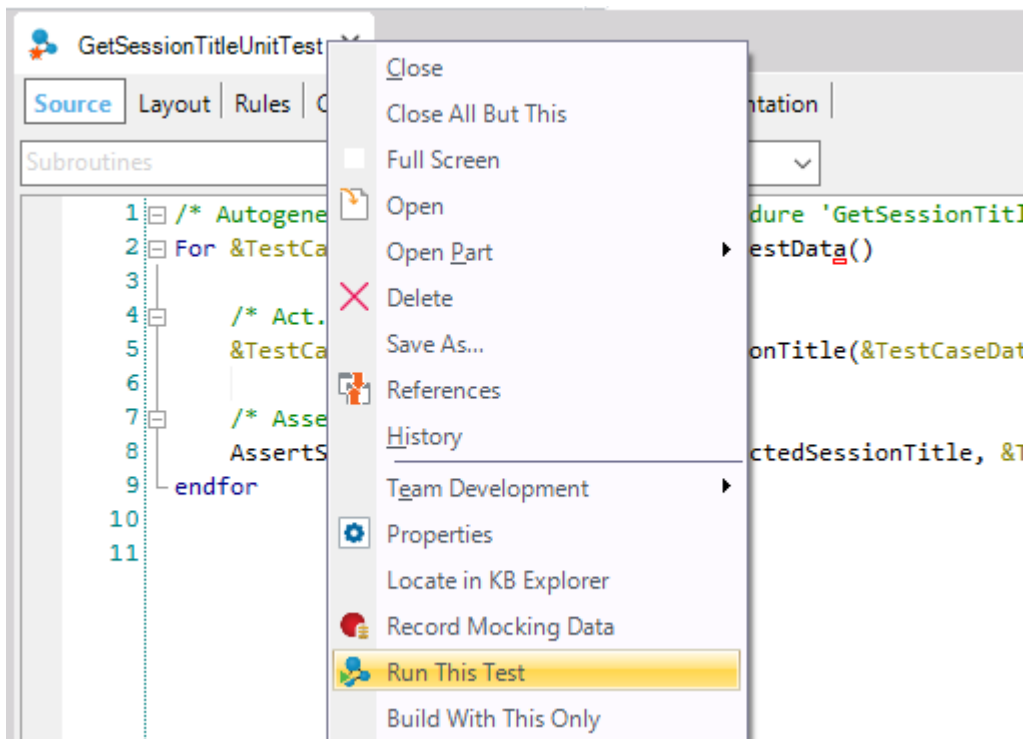 GetSessionTitleUnitTest
Source Layout Rules
ntation
Subroutines
1 /* Autogene
dure 'GetSessionTitl
2 For &TestCa
estData()
3
4 /* Act.
5 &TestCa
onTitle(&TestCaseDat
6
7 /* Asse
8 AssertS
ctedSessionTitle, &T
9 endfor
10
11
Close
Close All But This
Full Screen
Open
Open Part
Delete
Save As...
References
History
Team Development
Properties
Locate in KB Explorer
Record Mocking Data
Run This Test
Build With This Only